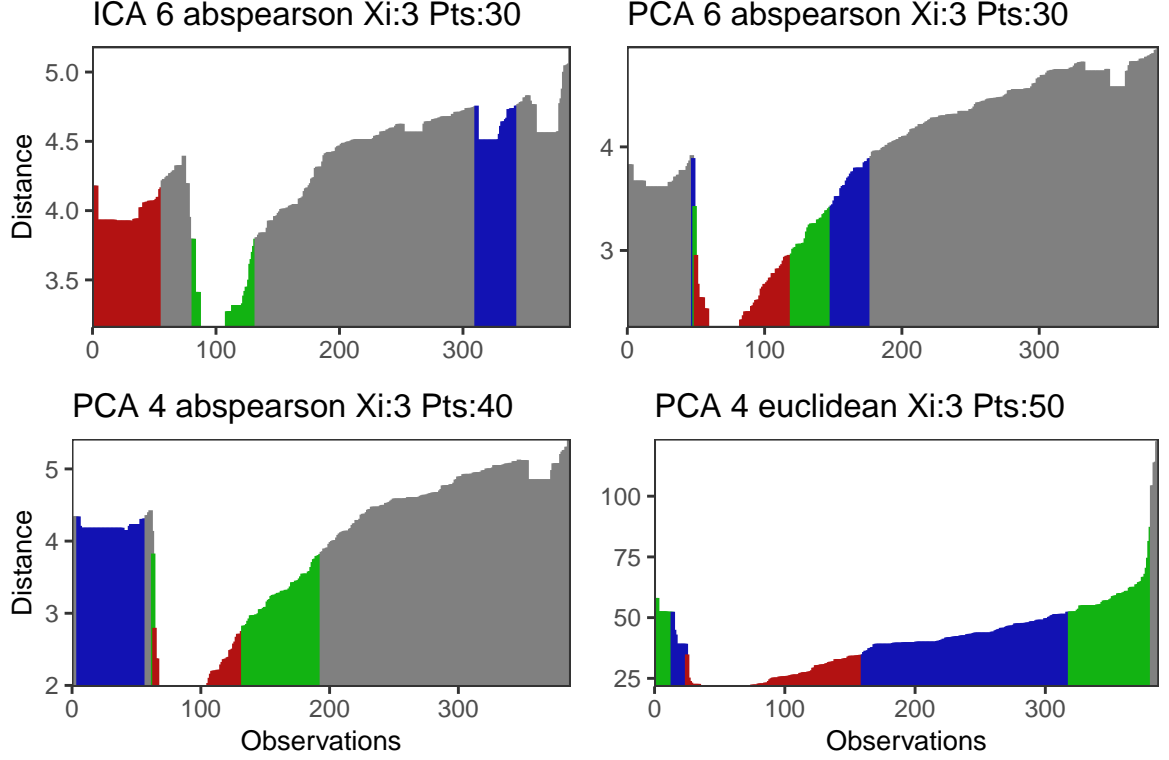 ICA 6 abspearson Xi:3 Pts:30
5.0
4.5
4.0
3.5
Distance
0 100 200 300
PCA 6 abspearson Xi:3 Pts:30
4
3
0 100 200 300
PCA 4 abspearson Xi:3 Pts:40
5
4
3
2
Distance
0 100 200 300
Observations
PCA 4 euclidean Xi:3 Pts:50
100
75
50
25
0 100 200 300
Observations